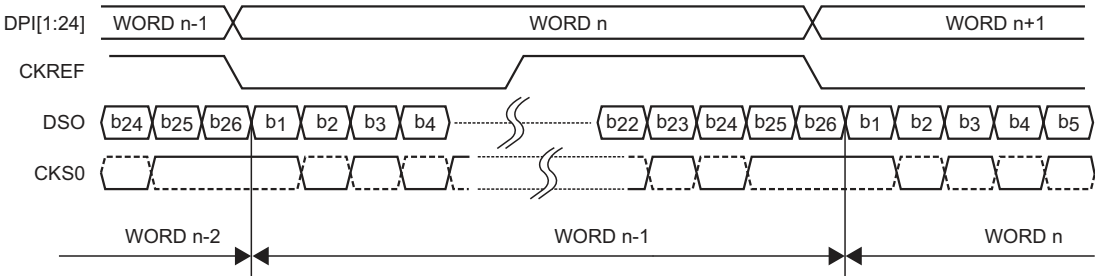 DPI[1:24] WORD n-1 WORD n WORD n+1
CKREF
DSO b24 b25 b26 b1 b2 b3 b4 b22 b23 b24 b25 b26 b1 b2 b3 b4 b5
CKS0
WORD n-2 WORD n-1 WORD n